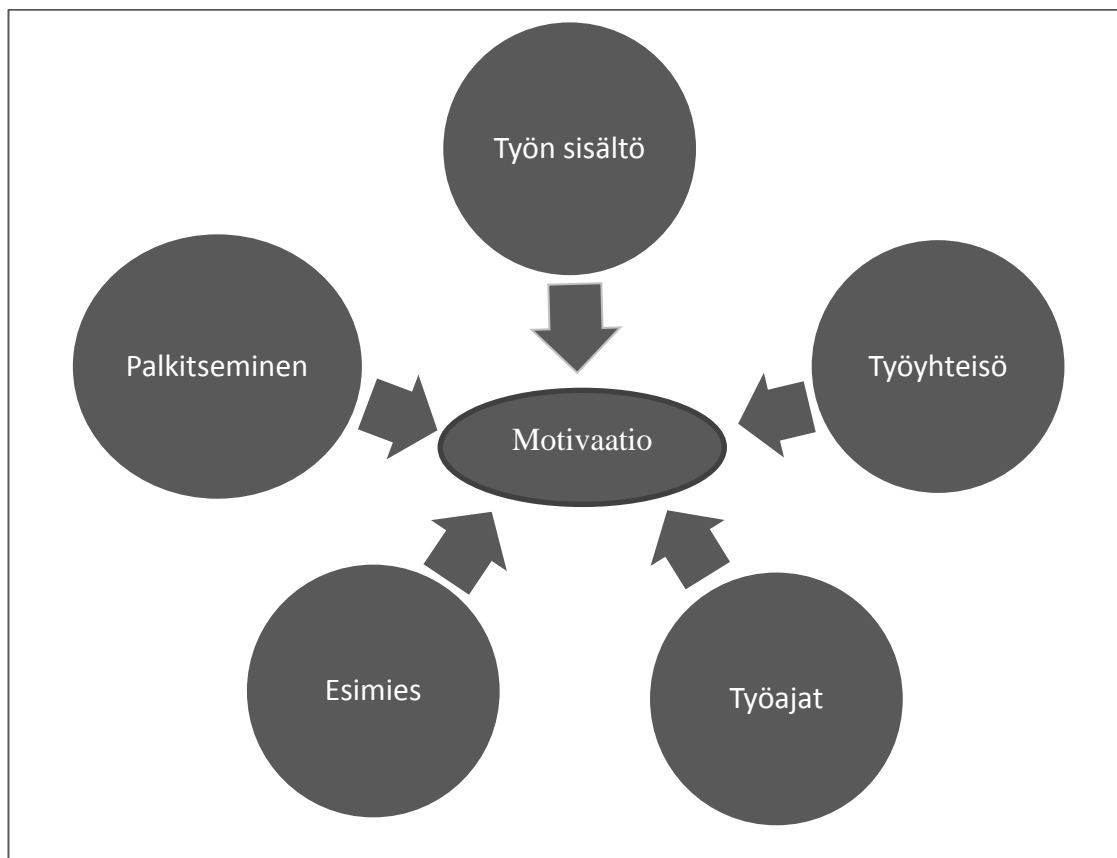 Työn sisältö
Palkitseminen
Työyhteisö
Motivaatio
Esimies
Työajat